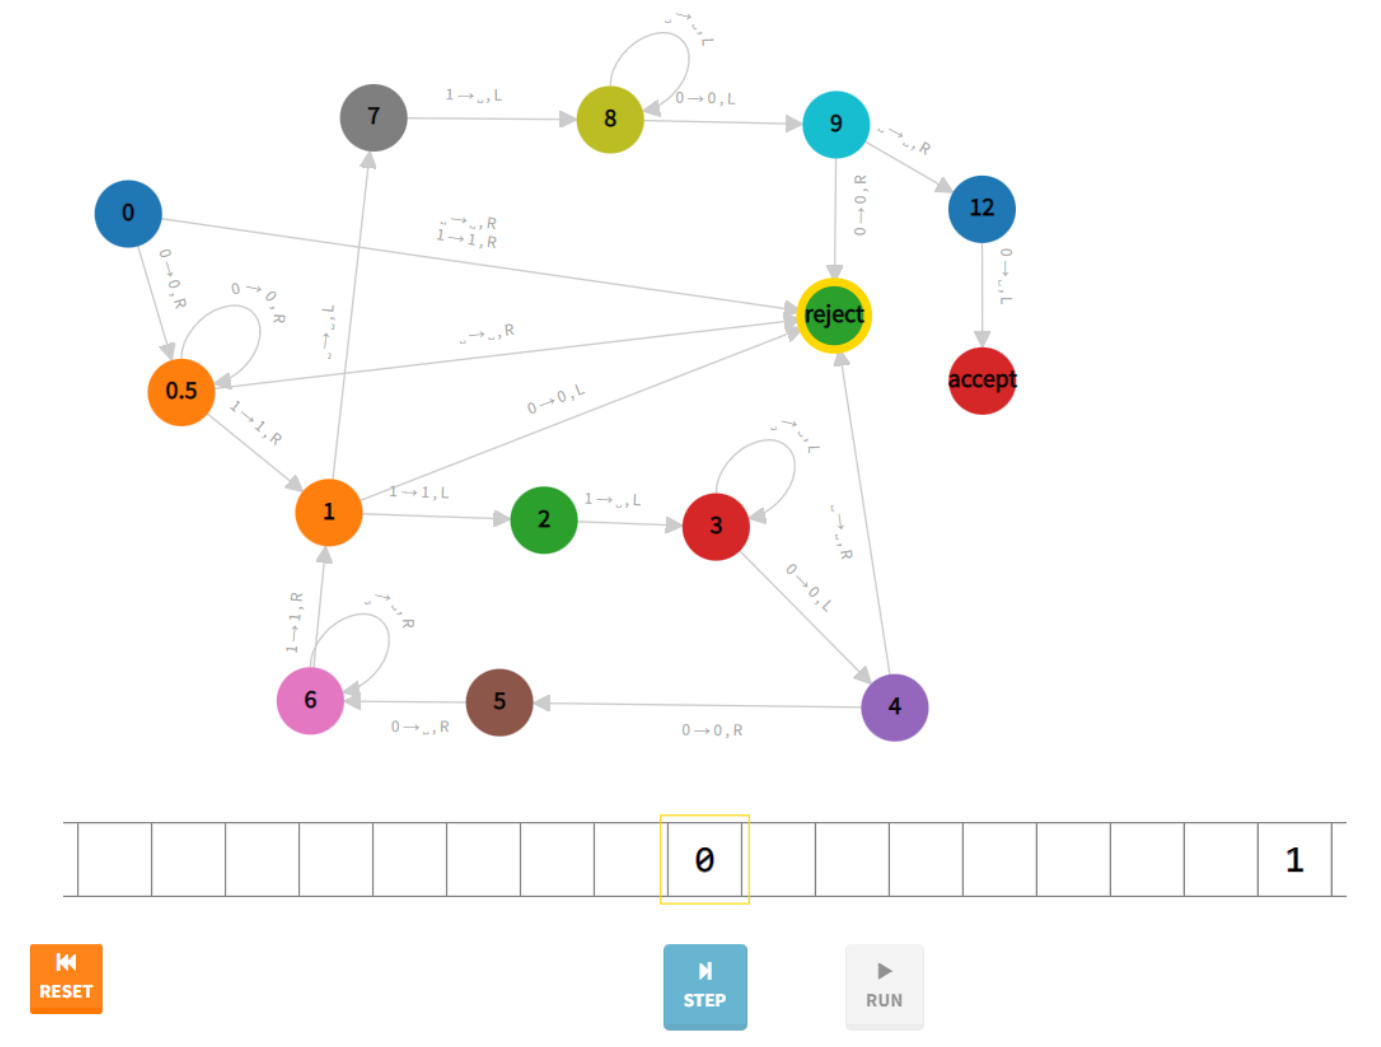 ␣→␣,L
7
1→␣,L
8
0→0,L
9
␣→␣,R
0
12
␣→␣,R
1→1,R
0→0,R
0→0,R
0→0,R
0→␣,L
␣→␣,L
reject
␣→␣,R
accept
0.5
1→1,R
0→0,L
␣→␣,L
1
1→1,L
2
1→␣,L
3
␣→␣,R
0→0,L
1→1,R
␣→␣,R
6
0→␣,R
5
0→0,R
4
0
1
RESET
STEP
RUN